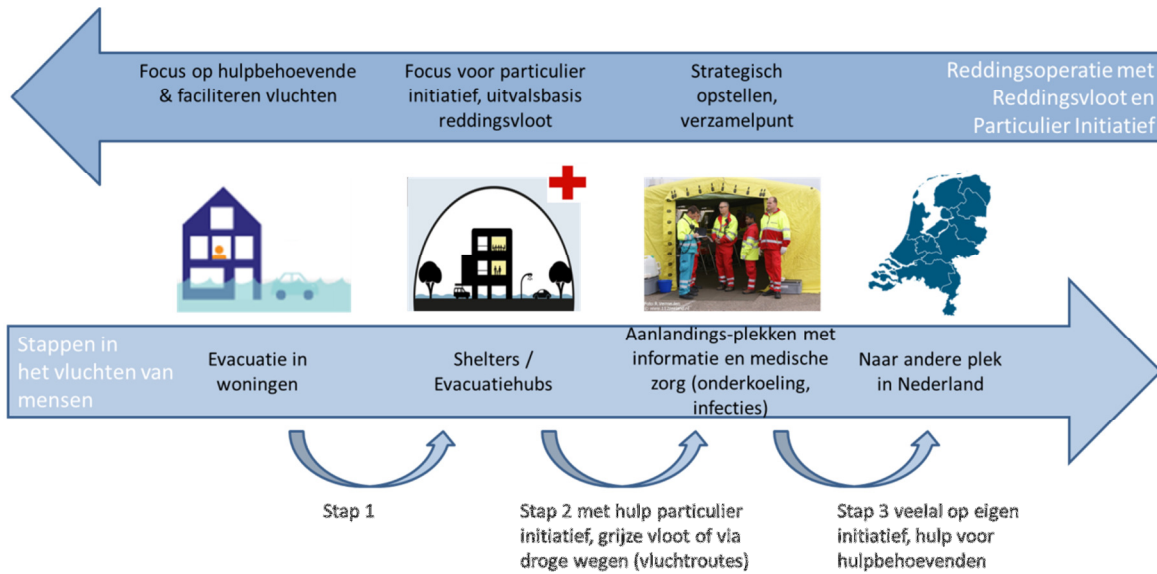 Focus op hulpbehoevende
& faciliteren vluchten
Focus voor particulier
initiatief, uitvalsbasis
reddingsvloot
Strategisch
opstellen,
verzamelpunt
Reddingsoperatie met
Reddingsvloot en
Particulier Initiatief
Stappen in
het vluchten van
mensen
Evacuatie in
woningen
Shelters /
Evacuatiehubs
Aanlandings-plekken met
informatie en medische
zorg (onderkoeling,
infecties)
Naar andere plek
in Nederland
Stap 1
Stap 2 met hulp particulier
initiatief, grijze vloot of via
droge wegen (vluchtroutes)
Stap 3 veelal op eigen
initiatief, hulp voor
hulpbehoevenden